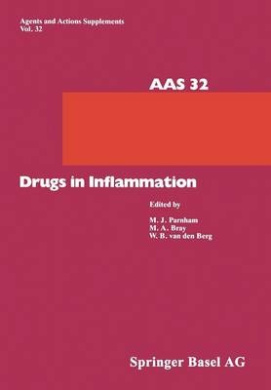 Agents and Actions Supplements
Vol. 32
AAS 32
Drugs in Inflammation
Edited by
M. J. Parnham
M. A. Bray
W. B. van den Berg
Springer Basel AG